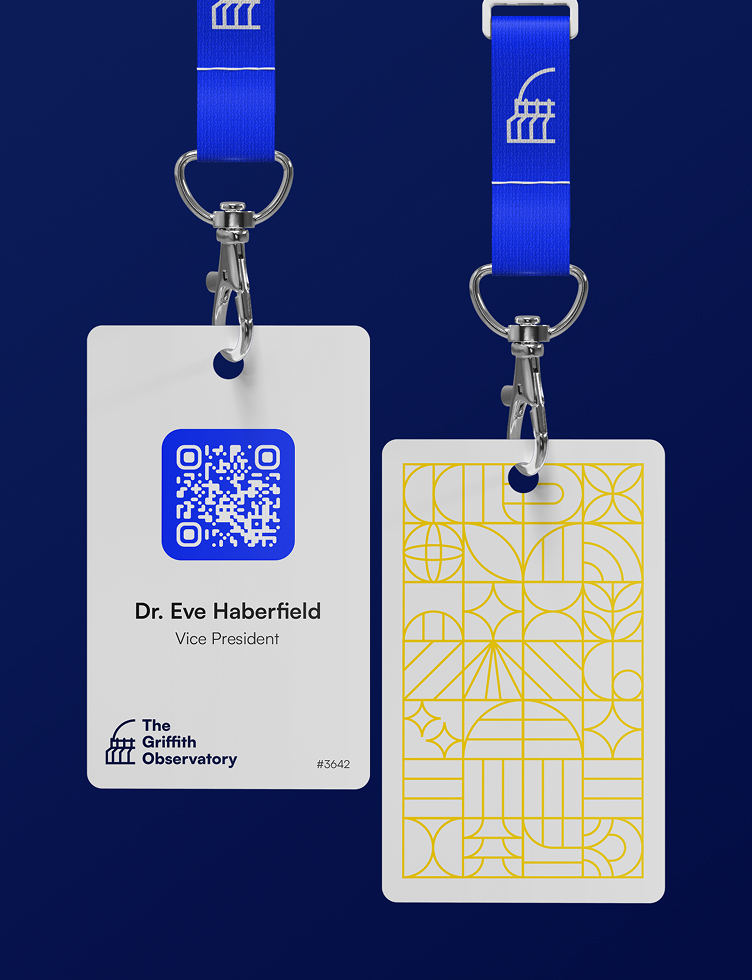 Dr. Eve Haberfield
Vice President
The
Griffith
Observatory
#3642